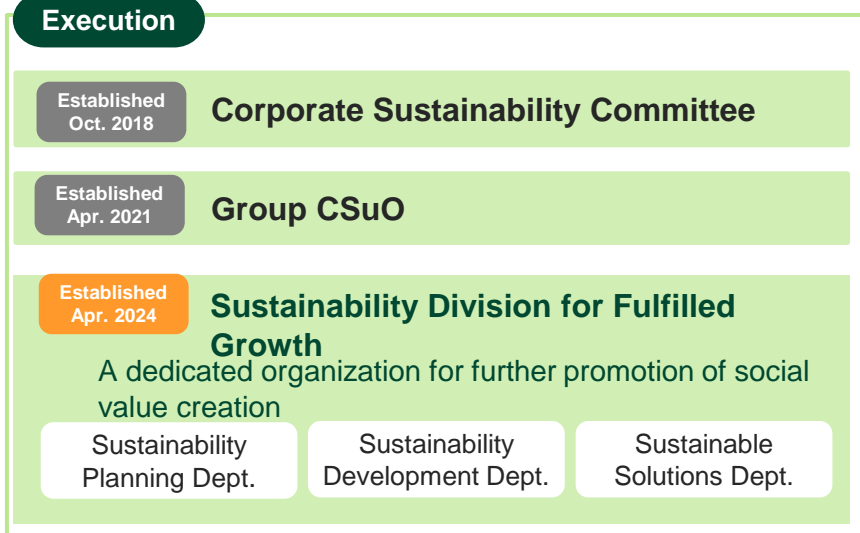 Execution
Established
Oct. 2018
Corporate Sustainability Committee
Established
Apr. 2021
Group CSuO
Established
Apr. 2024
Sustainability Division for Fulfilled
Growth
A dedicated organization for further promotion of social
value creation
Sustainability
Planning Dept.
Sustainability
Development Dept.
Sustainable
Solutions Dept.